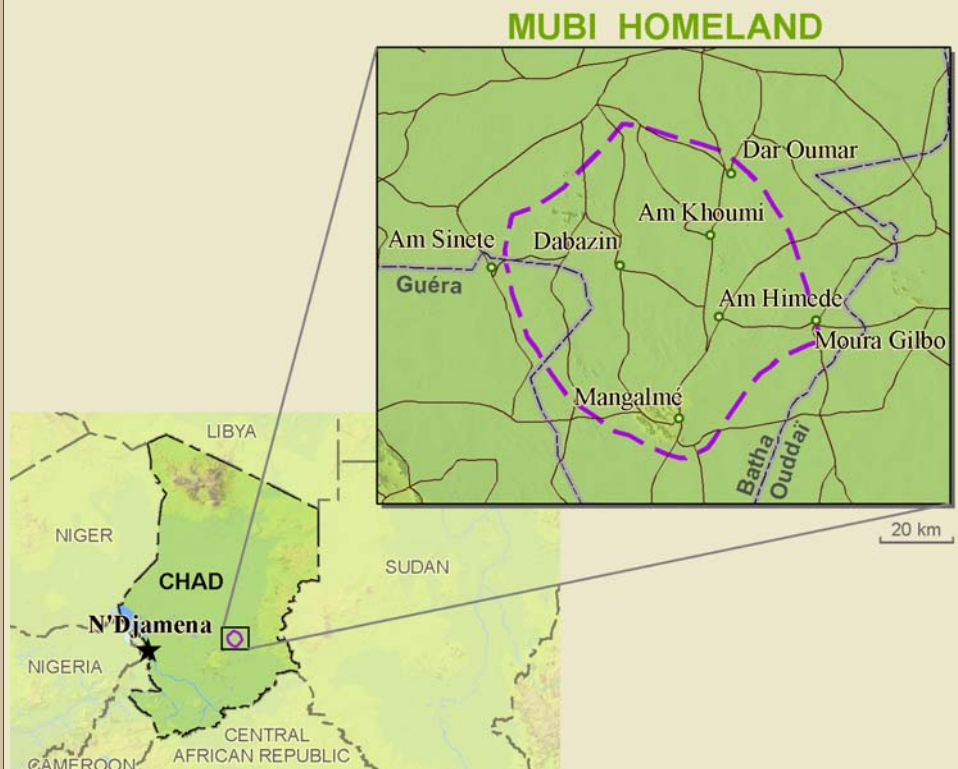 MUBI HOMELAND
Dar Oumar
Am Khoumi
Am Sinete
Dabazin
Guéra
Am Himede
Moura Gilbo
Mangalmé
Batha
Ouddaï
20 km
LIBYA
NIGER
CHAD
SUDAN
N'Djamena
NIGERIA
CENTRAL
AFRICAN REPUBLIC
CAMEROON